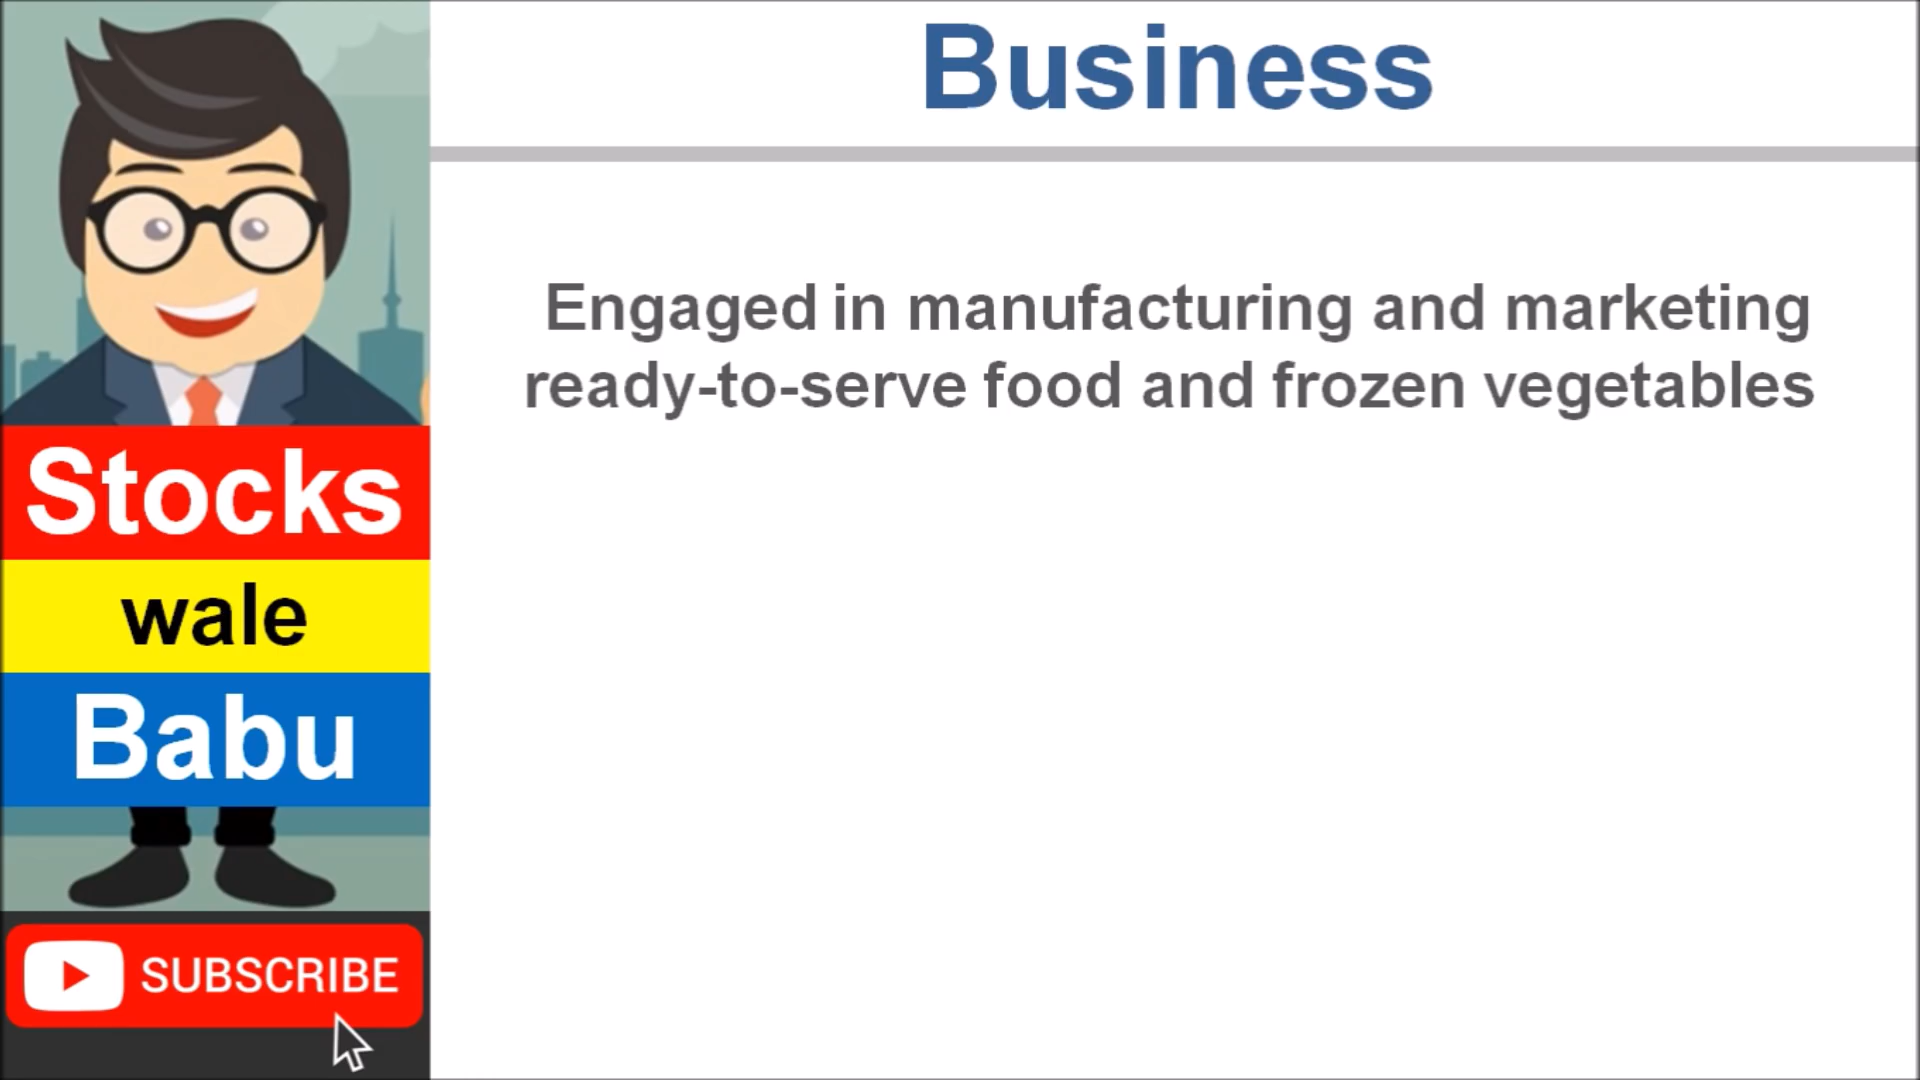 Business
Engaged in manufacturing and marketing
ready-to-serve food and frozen vegetables
Stocks
wale
Babu
SUBSCRIBE